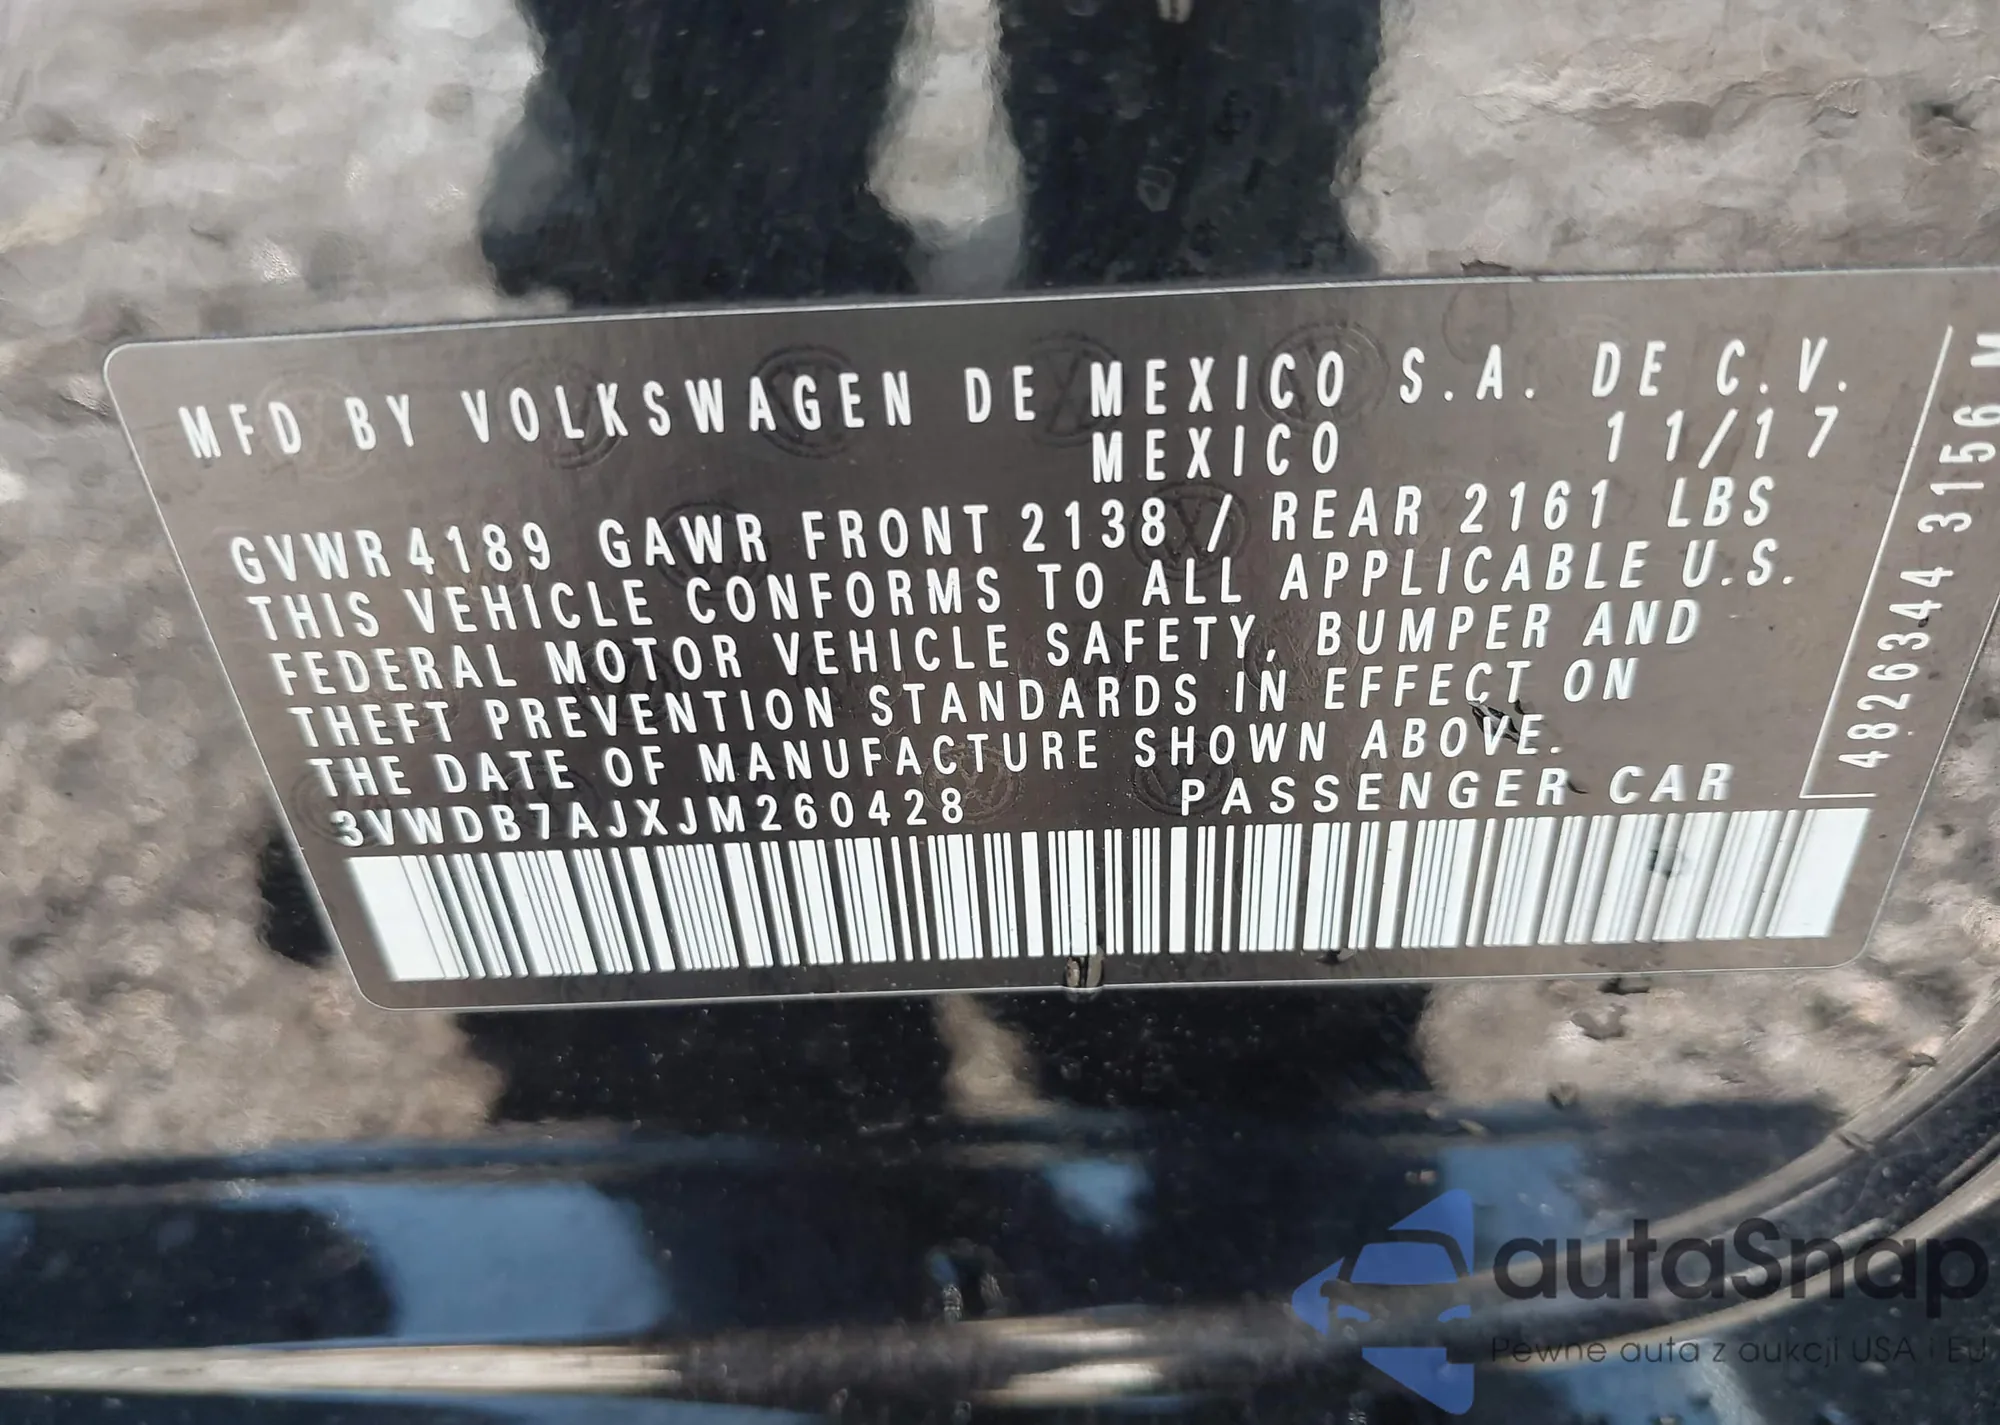 MFD BY VOLKSWAGEN DE MEXICO S.A. DE C.V.
MEXICO 11/17
GVWR 4189 GAWR FRONT 2138 / REAR 2161 LBS
THIS VEHICLE CONFORMS TO ALL APPLICABLE U.S.
FEDERAL MOTOR VEHICLE SAFETY, BUMPER AND
THEFT PREVENTION STANDARDS IN EFFECT ON
THE DATE OF MANUFACTURE SHOWN ABOVE.
3VWDB7AJXJM260428 PASSENGER CAR
4826344 3156 M
autaSnap
Pewne auta z aukcji USA i EU